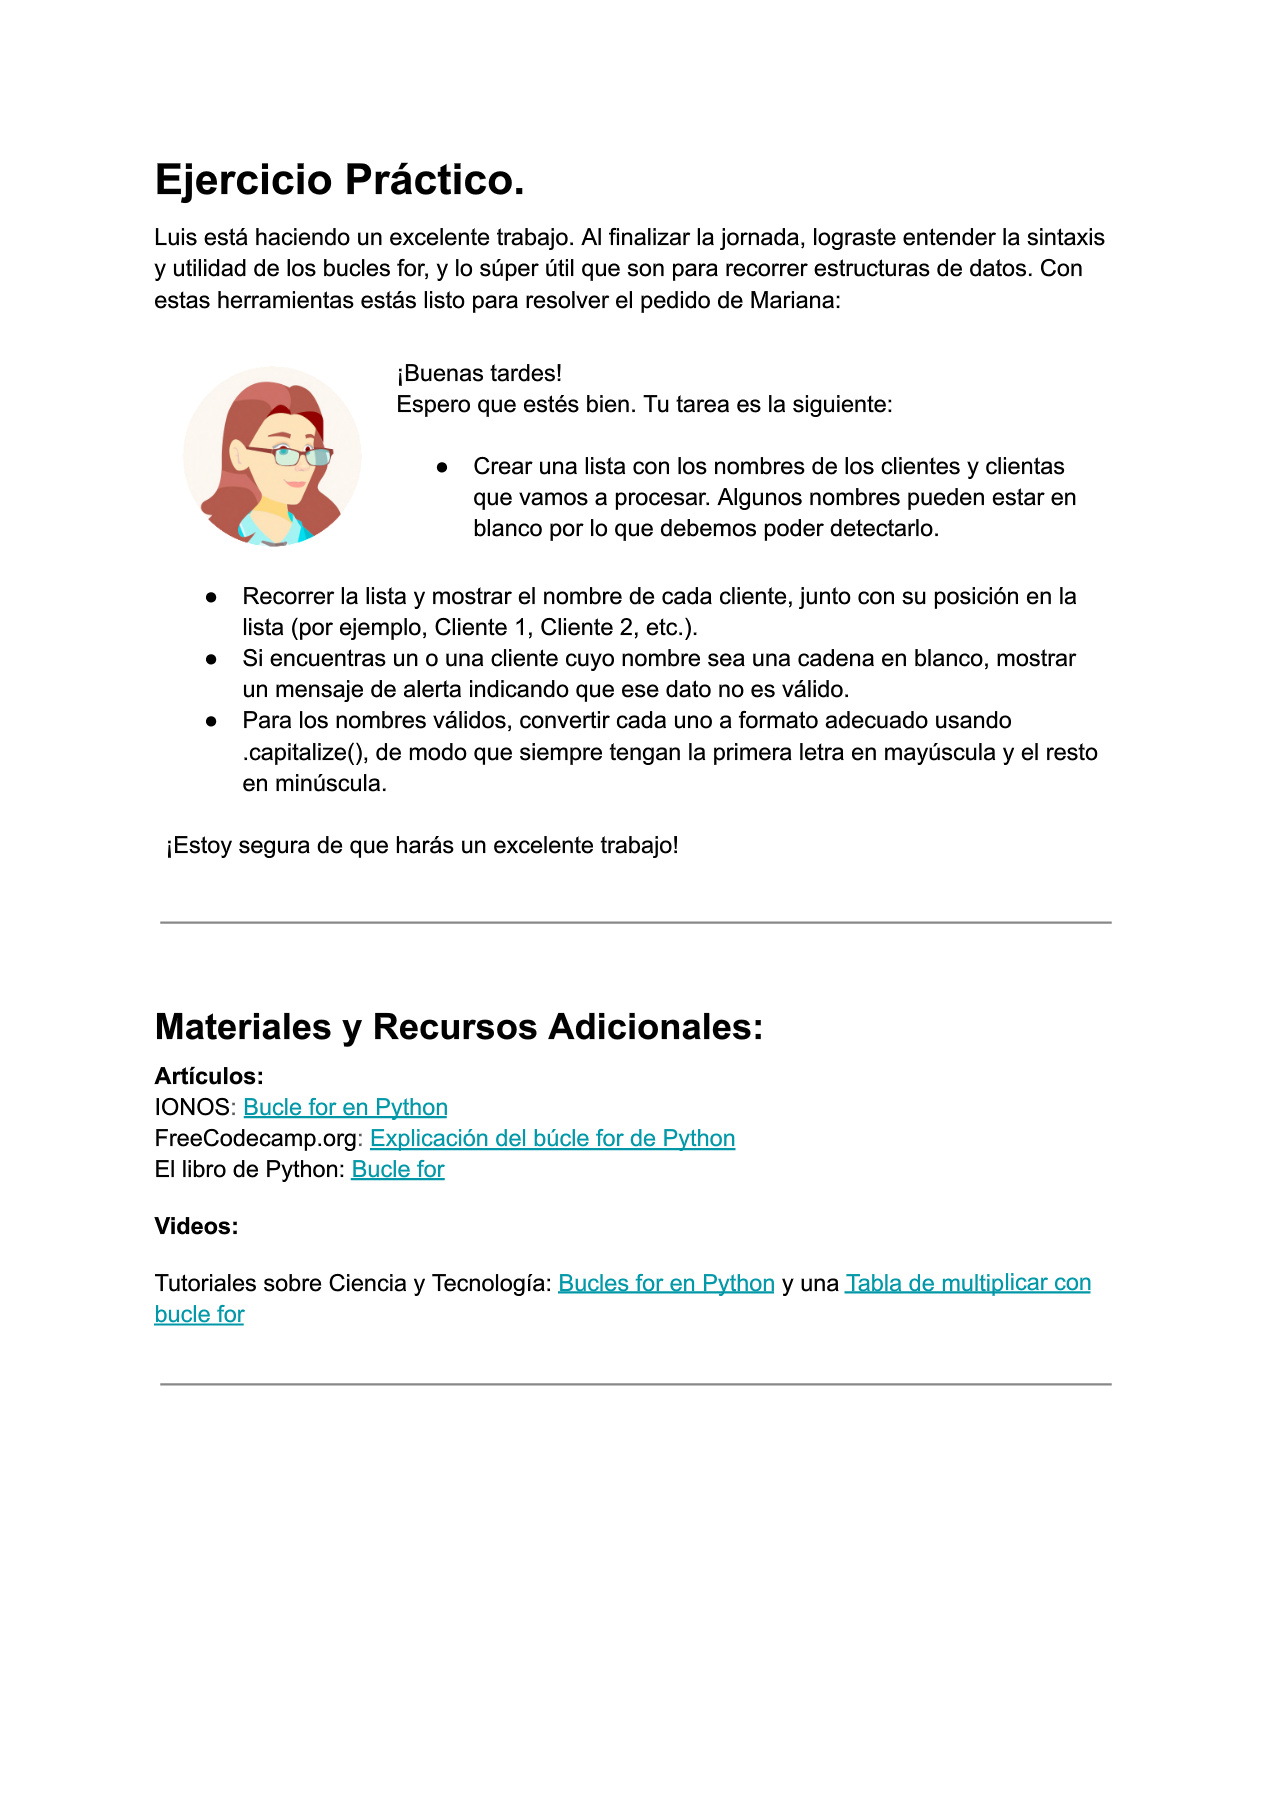 Ejercicio Práctico.
Luis está haciendo un excelente trabajo. Al finalizar la jornada, lograste entender la sintaxis
y utilidad de los bucles for, y lo súper útil que son para recorrer estructuras de datos. Con
estas herramientas estás listo para resolver el pedido de Mariana:
¡Buenas tardes!
Espero que estés bien. Tu tarea es la siguiente:
● Crear una lista con los nombres de los clientes y clientas
que vamos a procesar. Algunos nombres pueden estar en
blanco por lo que debemos poder detectarlo.
● Recorrer la lista y mostrar el nombre de cada cliente, junto con su posición en la
lista (por ejemplo, Cliente 1, Cliente 2, etc.).
● Si encuentras un o una cliente cuyo nombre sea una cadena en blanco, mostrar
un mensaje de alerta indicando que ese dato no es válido.
● Para los nombres válidos, convertir cada uno a formato adecuado usando
.capitalize(), de modo que siempre tengan la primera letra en mayúscula y el resto
en minúscula.
¡Estoy segura de que harás un excelente trabajo!
Materiales y Recursos Adicionales:
Artículos:
IONOS: Bucle for en Python
FreeCodecamp.org: Explicación del búcle for de Python
El libro de Python: Bucle for
Videos:
Tutoriales sobre Ciencia y Tecnología: Bucles for en Python y una Tabla de multiplicar con
bucle for